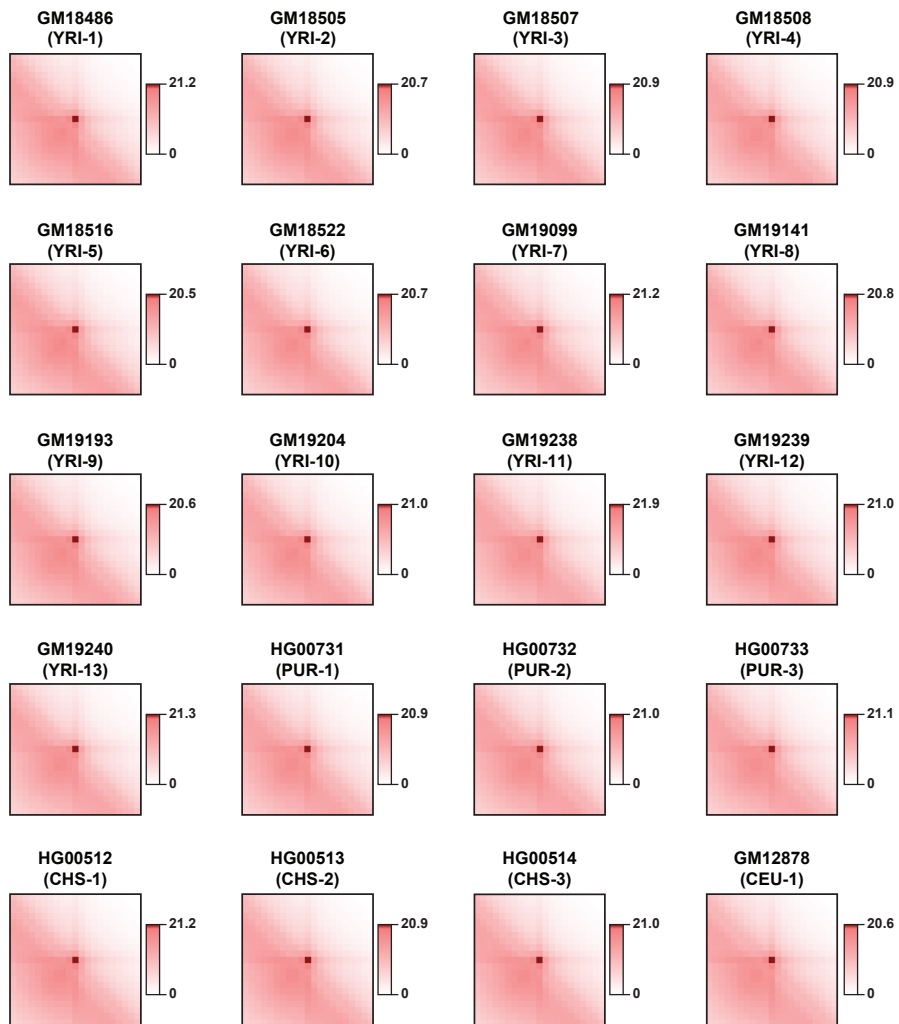 GM18486 GM18505 GM18507 GM18508
(YRI-1) (YRI-2) (YRI-3) (YRI-4)
21.2 20.7 20.9 20.9
0 0 0 0
GM18516 GM18522 GM19099 GM19141
(YRI-5) (YRI-6) (YRI-7) (YRI-8)
20.5 20.7 21.2 20.8
0 0 0 0
GM19193 GM19204 GM19238 GM19239
(YRI-9) (YRI-10) (YRI-11) (YRI-12)
20.6 21.0 21.9 21.0
0 0 0 0
GM19240 HG00731 HG00732 HG00733
(YRI-13) (PUR-1) (PUR-2) (PUR-3)
21.3 20.9 21.0 21.1
0 0 0 0
HG00512 HG00513 HG00514 GM12878
(CHS-1) (CHS-2) (CHS-3) (CEU-1)
21.2 20.9 21.0 20.6
0 0 0 0